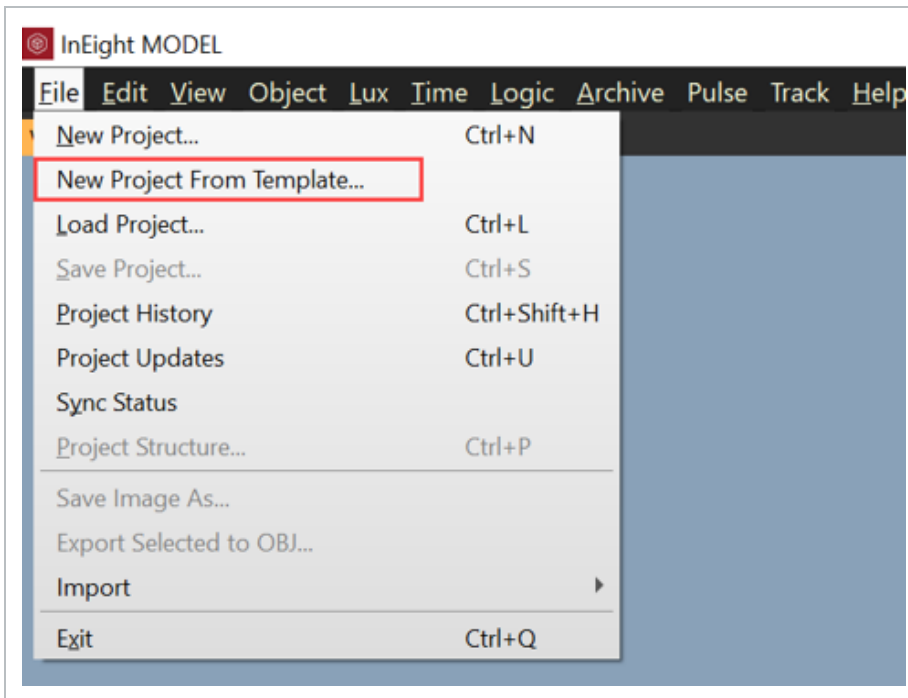 InEight MODEL
File Edit View Object Lux Time Logic Archive Pulse Track Help
New Project... Ctrl+N
New Project From Template...
Load Project... Ctrl+L
Save Project... Ctrl+S
Project History Ctrl+Shift+H
Project Updates Ctrl+U
Sync Status
Project Structure... Ctrl+P
Save Image As...
Export Selected to OBJ...
Import
Exit Ctrl+Q